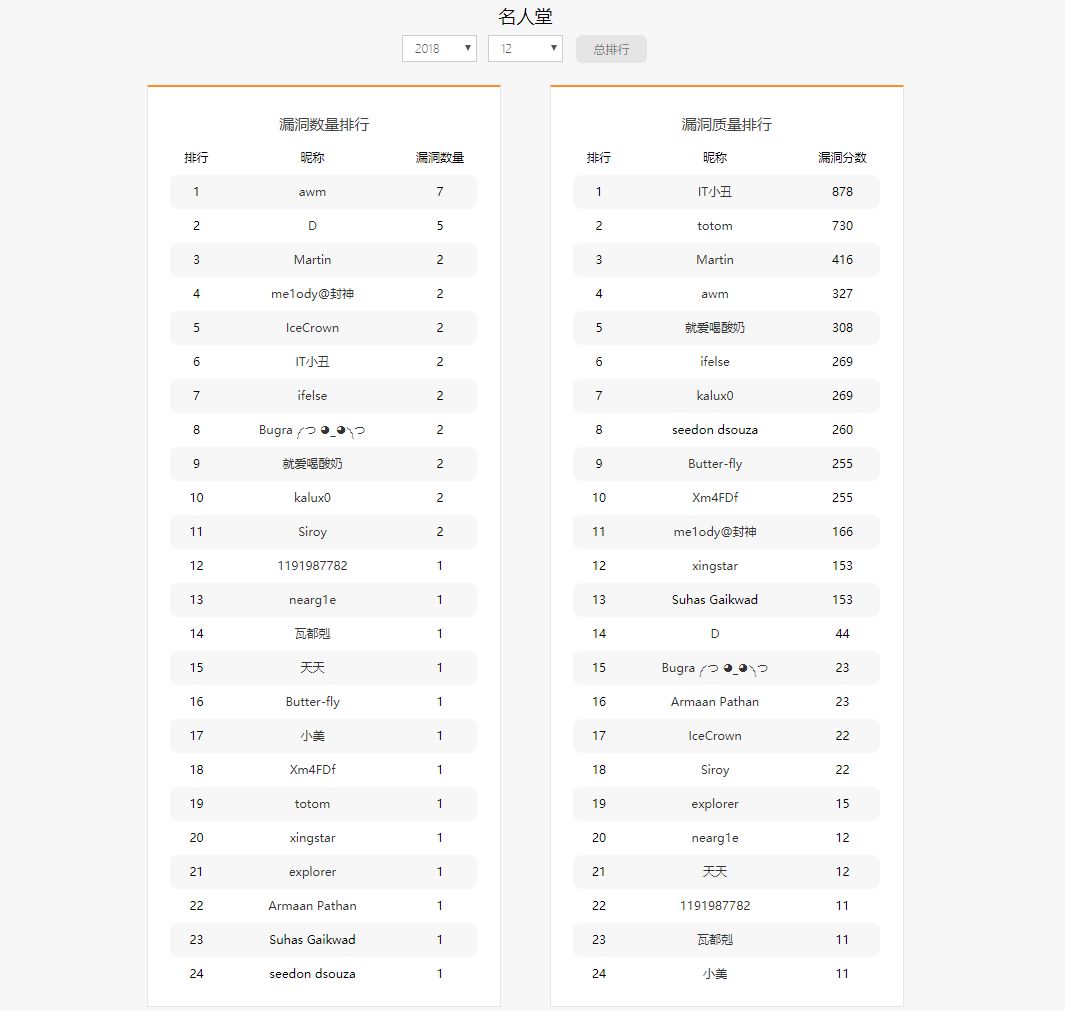 名人堂
2018 12 总排行
漏洞数量排行
排行 昵称 漏洞数量
1 awm 7
2 D 5
3 Martin 2
4 me1ody@封神 2
5 IceCrown 2
6 IT小丑 2
7 ifelse 2
8 Bugra ╭つ ◕_◕╮つ 2
9 就爱喝酸奶 2
10 kalux0 2
11 Siroy 2
12 1191987782 1
13 nearg1e 1
14 瓦都剋 1
15 天天 1
16 Butter-fly 1
17 小美 1
18 Xm4FDf 1
19 totom 1
20 xingstar 1
21 explorer 1
22 Armaan Pathan 1
23 Suhas Gaikwad 1
24 seedon dsouza 1
漏洞质量排行
排行 昵称 漏洞分数
1 IT小丑 878
2 totom 730
3 Martin 416
4 awm 327
5 就爱喝酸奶 308
6 ifelse 269
7 kalux0 269
8 seedon dsouza 260
9 Butter-fly 255
10 Xm4FDf 255
11 me1ody@封神 166
12 xingstar 153
13 Suhas Gaikwad 153
14 D 44
15 Bugra ╭つ ◕_◕╮つ 23
16 Armaan Pathan 23
17 IceCrown 22
18 Siroy 22
19 explorer 15
20 nearg1e 12
21 天天 12
22 1191987782 11
23 瓦都剋 11
24 小美 11